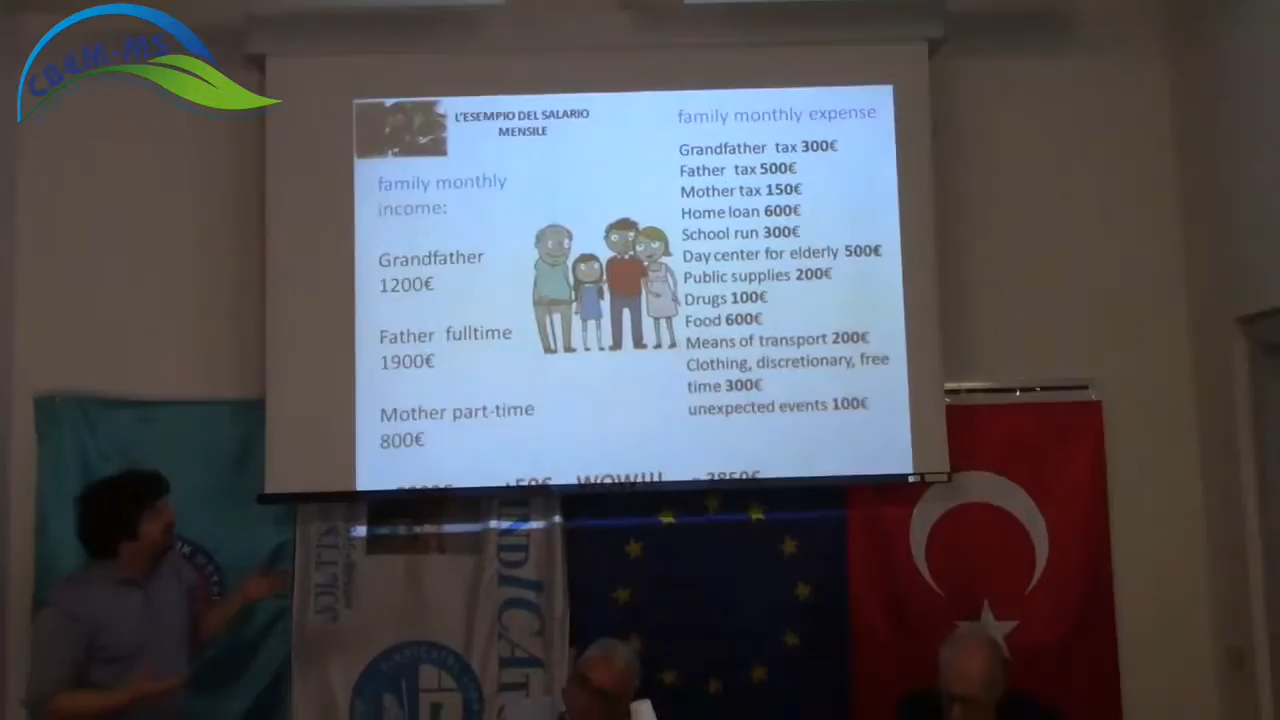 CBEM-MS
L'ESEMPIO DEL SALARIO
MENSILE
family monthly
income:
Grandfather
1200€
Father fulltime
1900€
Mother part-time
800€
family monthly expense
Grandfather tax 300€
Father tax 500€
Mother tax 150€
Home loan 600€
School run 300€
Day center for elderly 500€
Public supplies 200€
Drugs 100€
Food 600€
Means of transport 200€
Clothing, discretionary, free
time 300€
unexpected events 100€
WOW!!!